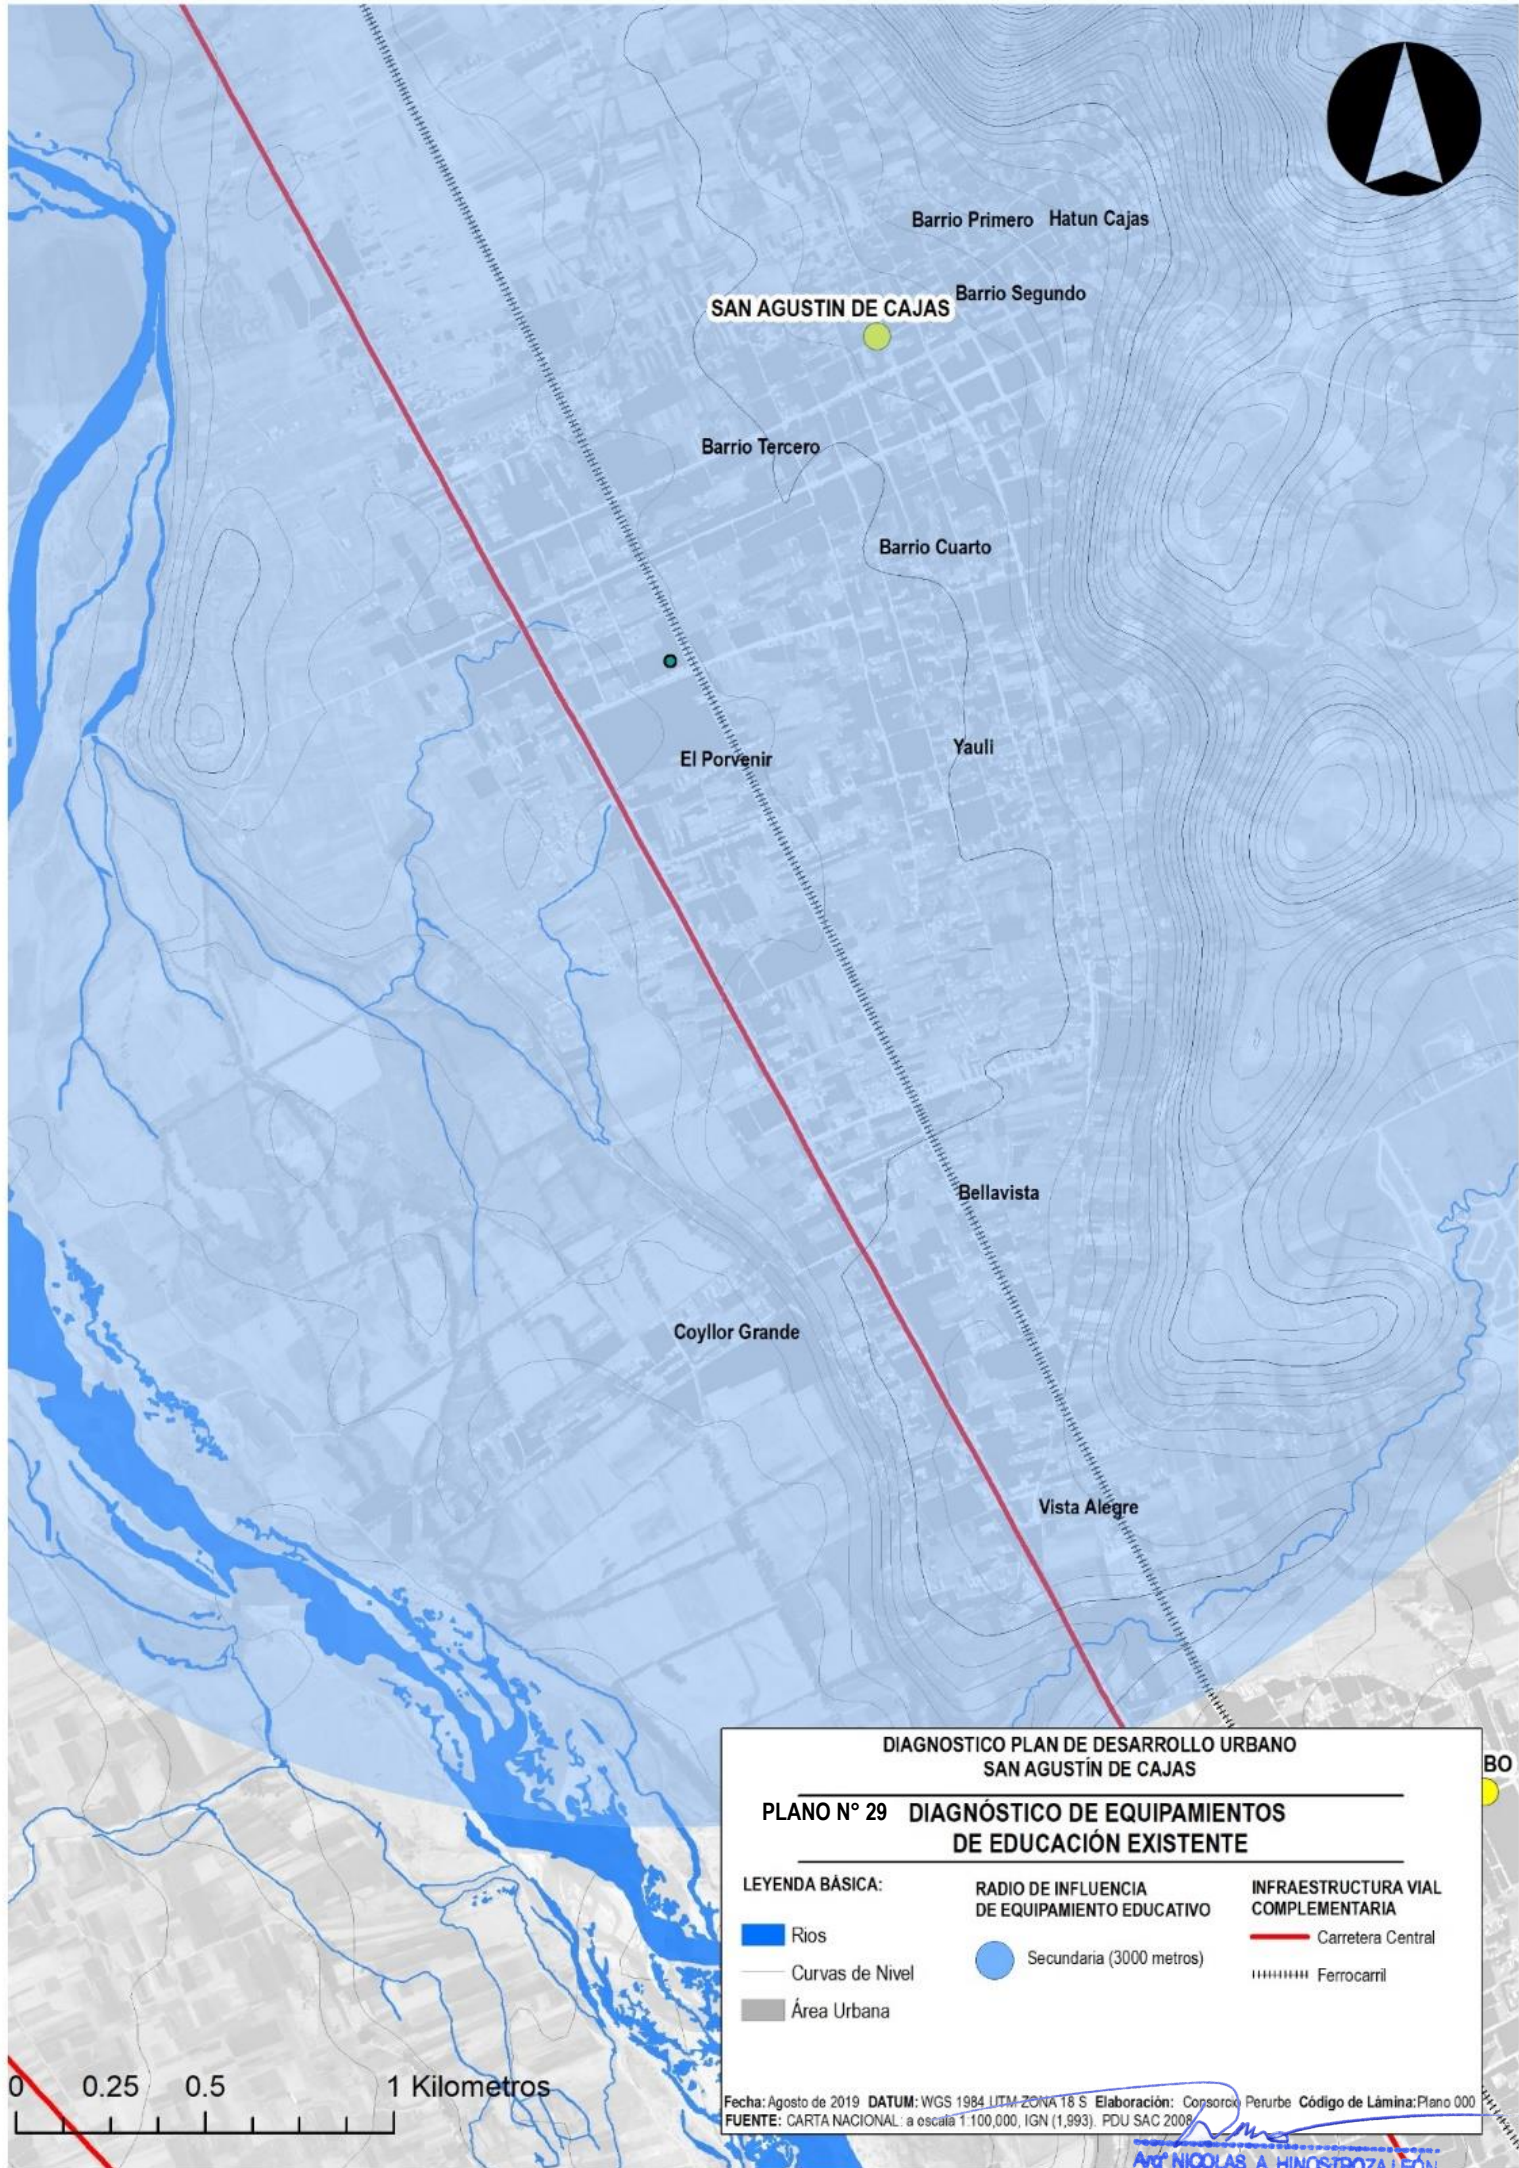 Barrio Primero Hatun Cajas
Barrio Segundo
SAN AGUSTIN DE CAJAS
Barrio Tercero
Barrio Cuarto
Yauli
El Porvenir
Bellavista
Coyllor Grande
Vista Alegre
BO
DIAGNOSTICO PLAN DE DESARROLLO URBANO
SAN AGUSTÍN DE CAJAS
PLANO N° 29 DIAGNÓSTICO DE EQUIPAMIENTOS
DE EDUCACIÓN EXISTENTE
LEYENDA BÁSICA:
Rios
Curvas de Nivel
Área Urbana
RADIO DE INFLUENCIA
DE EQUIPAMIENTO EDUCATIVO
Secundaria (3000 metros)
INFRAESTRUCTURA VIAL
COMPLEMENTARIA
Carretera Central
Ferrocarril
0 0.25 0.5 1 Kilometros
Fecha: Agosto de 2019 DATUM: WGS 1984 UTM ZONA 18 S Elaboración: Consorcio Perurbe Código de Lámina: Plano 000
FUENTE: CARTA NACIONAL: a escala 1:100,000, IGN (1,993). PDU SAC 2008
Arqº NICOLAS A. HINOSTROZA LEÓN